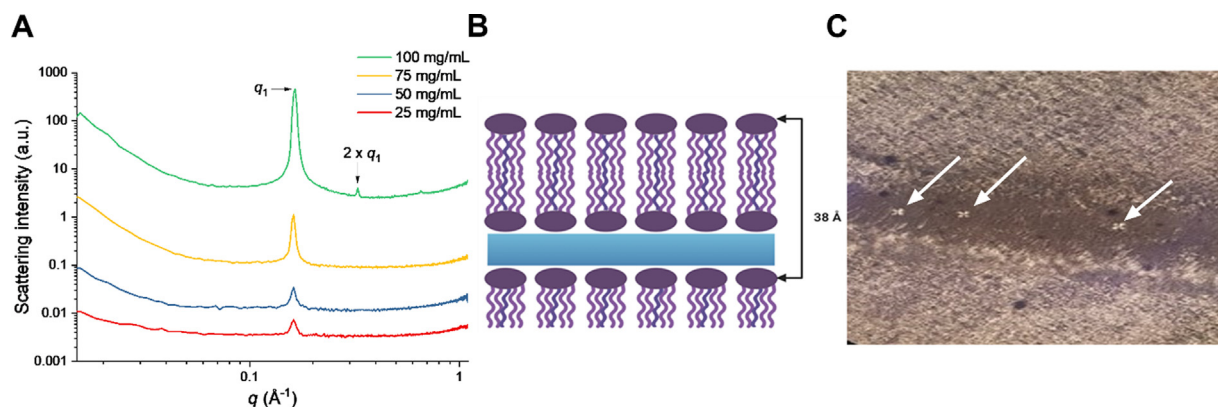 A
B
C
100 mg/mL
75 mg/mL
50 mg/mL
25 mg/mL
q₁
2 x q₁
1000
100
10
1
0.1
0.01
0.001
0.1
1
Scattering intensity (a.u.)
q (Å⁻¹)
38 Å